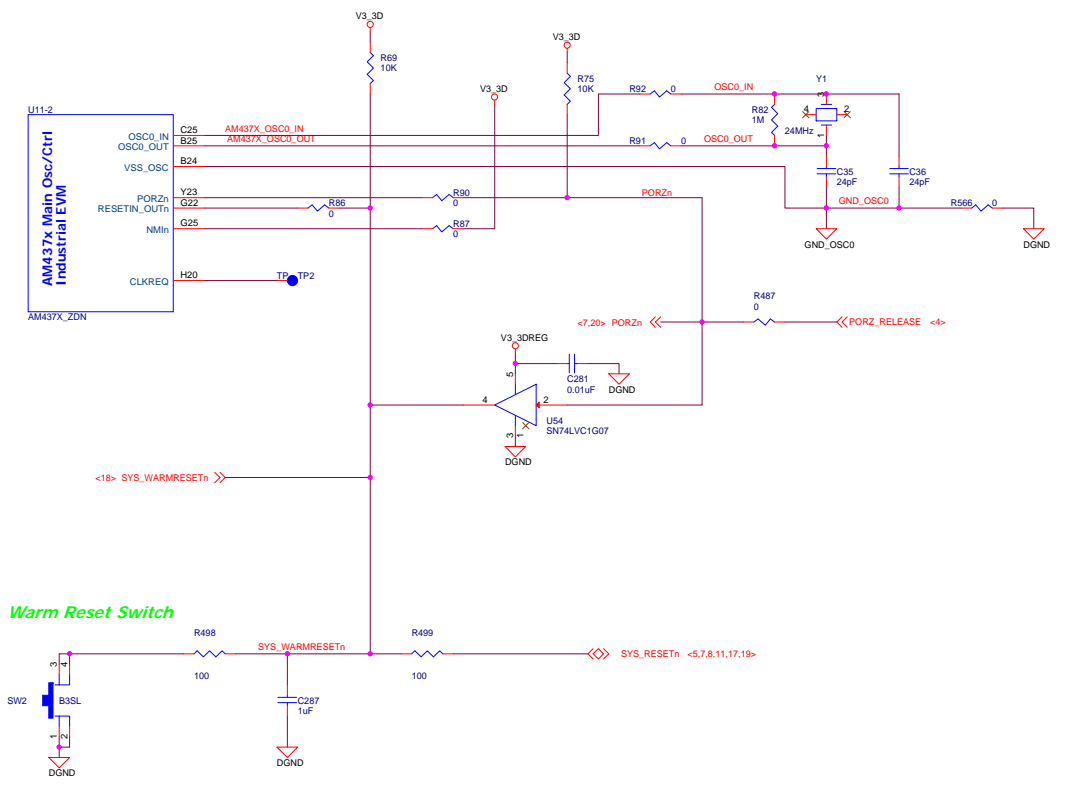 V3_3D
R69
10K
V3_3D
R75
10K
V3_3D
R92
0
OSC0_IN
Y1
3
4
2
1
24MHz
R82
1M
U11-2
AM437x Main Osc/Ctrl
Industrial EVM
OSC0_IN
C25
AM437X_OSC0_IN
OSC0_OUT
B25
AM437X_OSC0_OUT
R91
0
OSC0_OUT
VSS_OSC
B24
C35
24pF
C36
24pF
PORZn
Y23
R90
0
PORZn
RESETIN_OUTn
G22
R86
0
GND_OSC0
R566
0
NMIn
G25
R87
0
GND_OSC0
DGND
CLKREQ
H20
TP
TP2
AM437X_ZDN
R487
0
<7,20> PORZn
PORZ_RELEASE <4>
V3_3DREG
5
C281
0.01uF
DGND
4
2
U54
SN74LVC1G07
3
1
DGND
<18> SYS_WARMRESETn
Warm Reset Switch
R498
100
SYS_WARMRESETn
R499
100
SYS_RESETn <5,7,8,11,17,19>
3
4
SW2
B3SL
1
2
C287
1uF
DGND
DGND